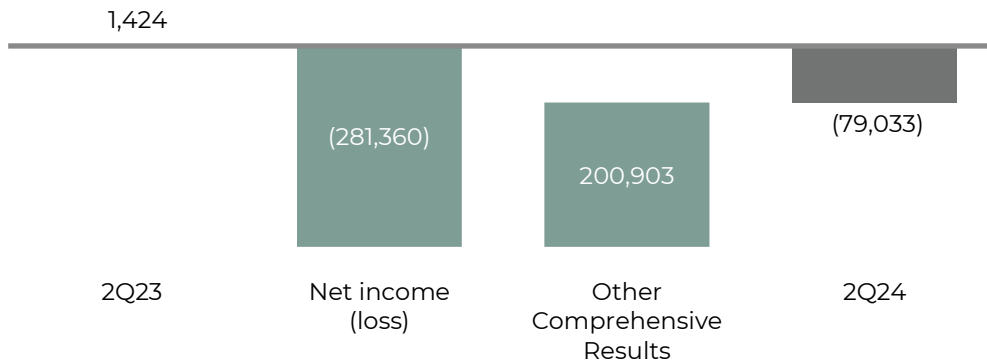 1,424
(281,360)
200,903
(79,033)
2Q23
Net income
(loss)
Other
Comprehensive
Results
2Q24